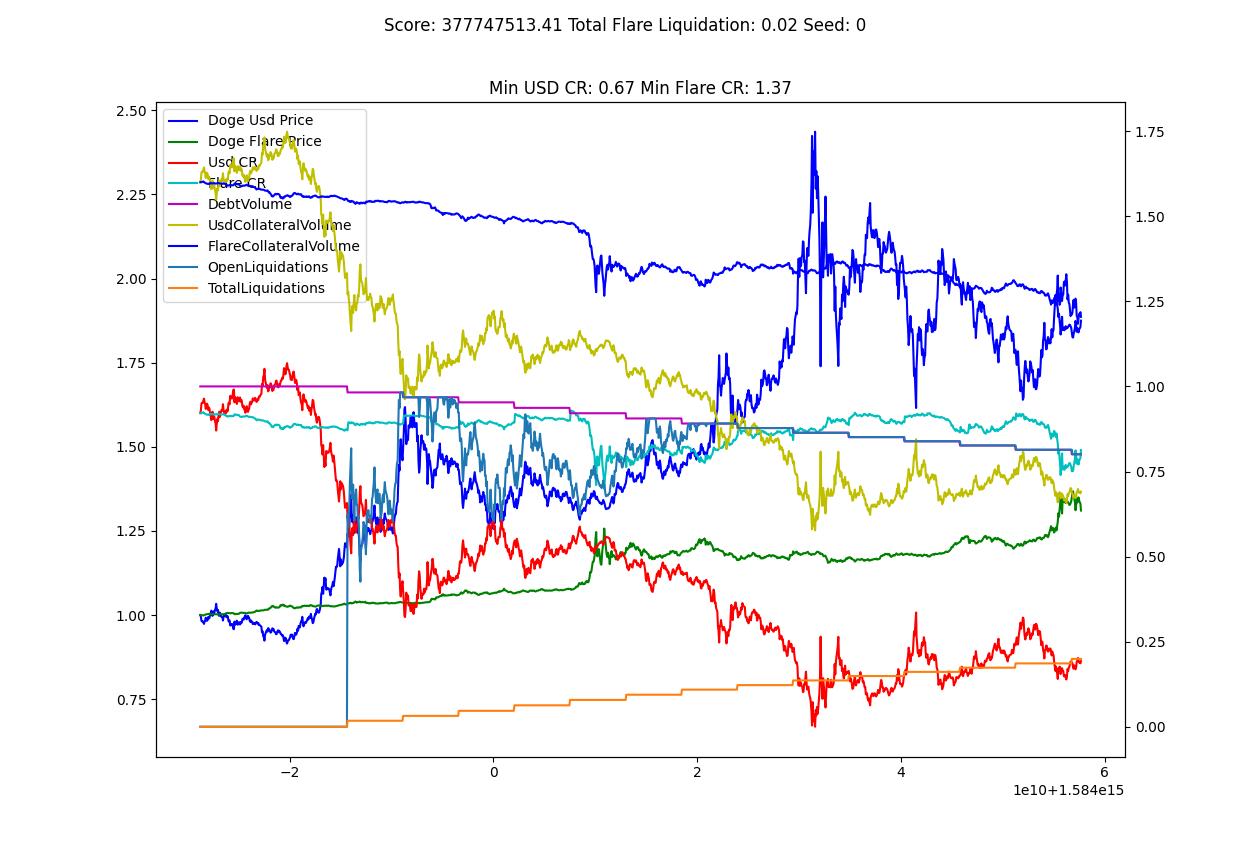 Score: 377747513.41 Total Flare Liquidation: 0.02 Seed: 0
Min USD CR: 0.67 Min Flare CR: 1.37
2.50
2.25
2.00
1.75
1.50
1.25
1.00
0.75
Doge Usd Price
Doge Flare Price
Usd CR
Flare CR
DebtVolume
UsdCollateralVolume
FlareCollateralVolume
OpenLiquidations
TotalLiquidations
1.75
1.50
1.25
1.00
0.75
0.50
0.25
0.00
−2 0 2 4 6
1e10+1.584e15